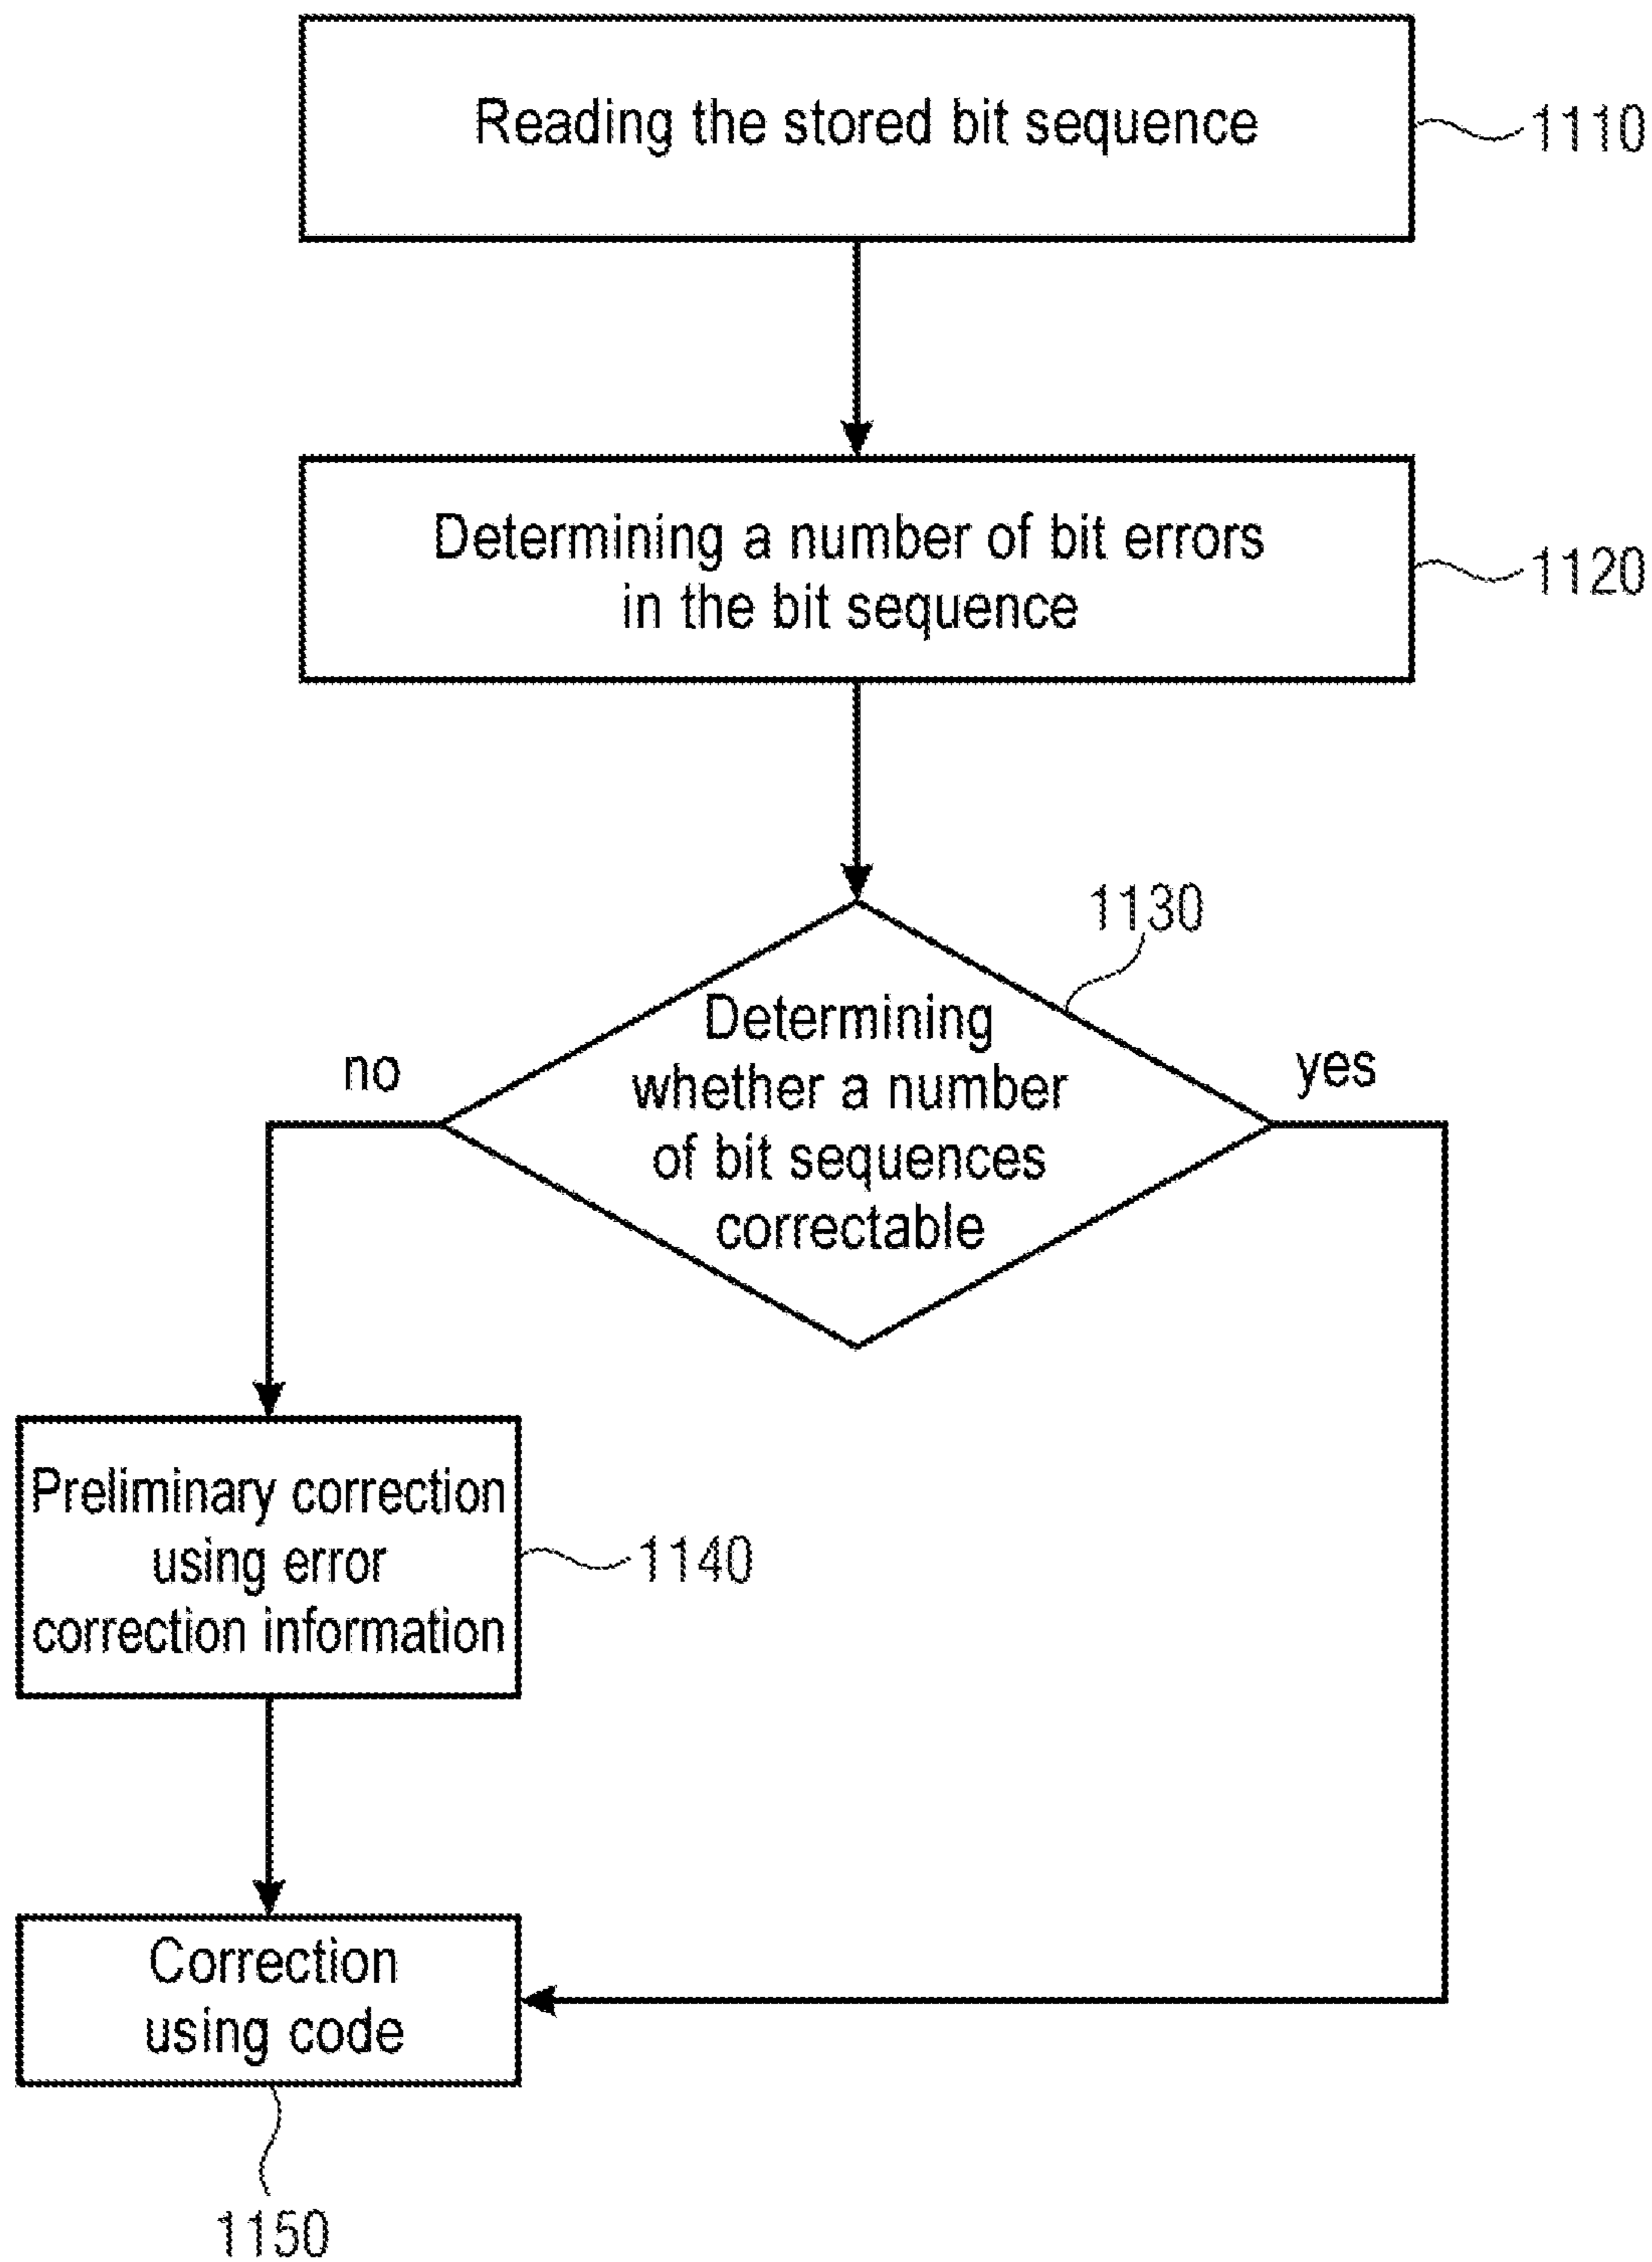 Reading the stored bit sequence
1110
Determining a number of bit errors
in the bit sequence
1120
1130
Determining
whether a number
of bit sequences
correctable
no
yes
Preliminary correction
using error
correction information
1140
Correction
using code
1150